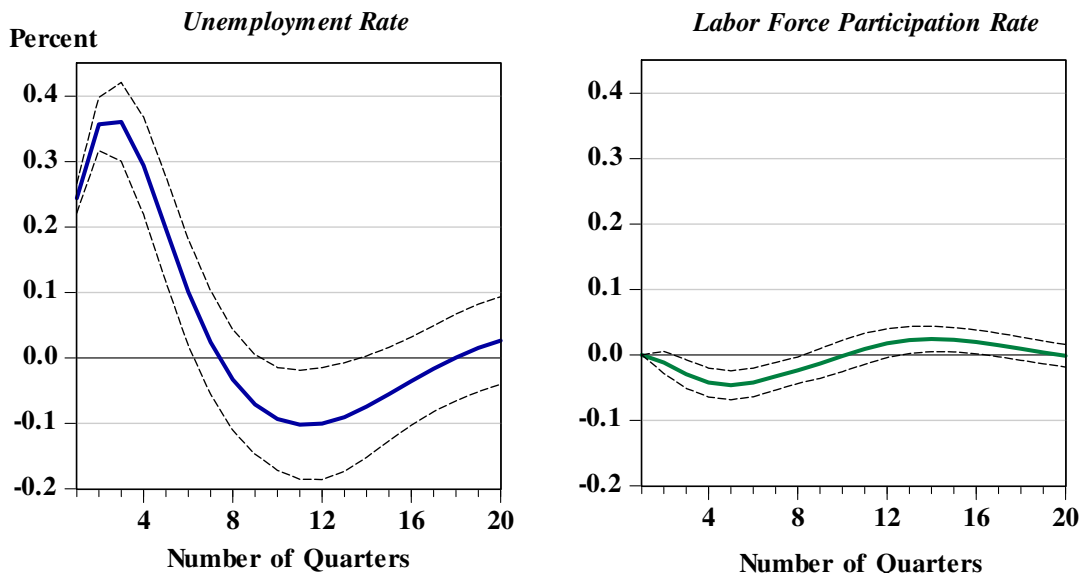 Unemployment Rate
Percent
0.4
0.3
0.2
0.1
0.0
-0.1
-0.2
4 8 12 16 20
Number of Quarters
Labor Force Participation Rate
0.4
0.3
0.2
0.1
0.0
-0.1
-0.2
4 8 12 16 20
Number of Quarters